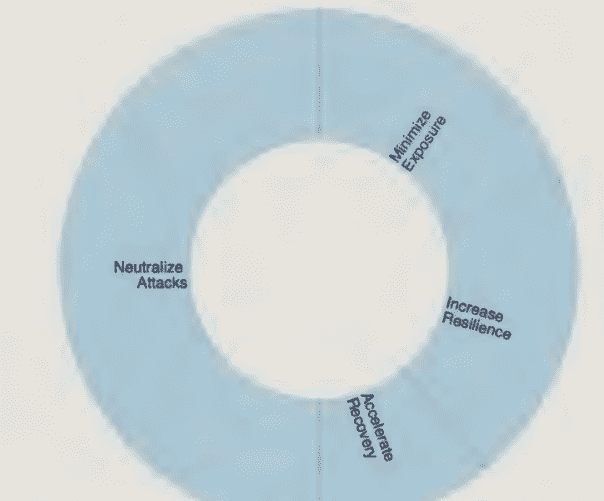 Minimize
Exposure
Increase
Resilience
Accelerate
Recovery
Neutralize
Attacks